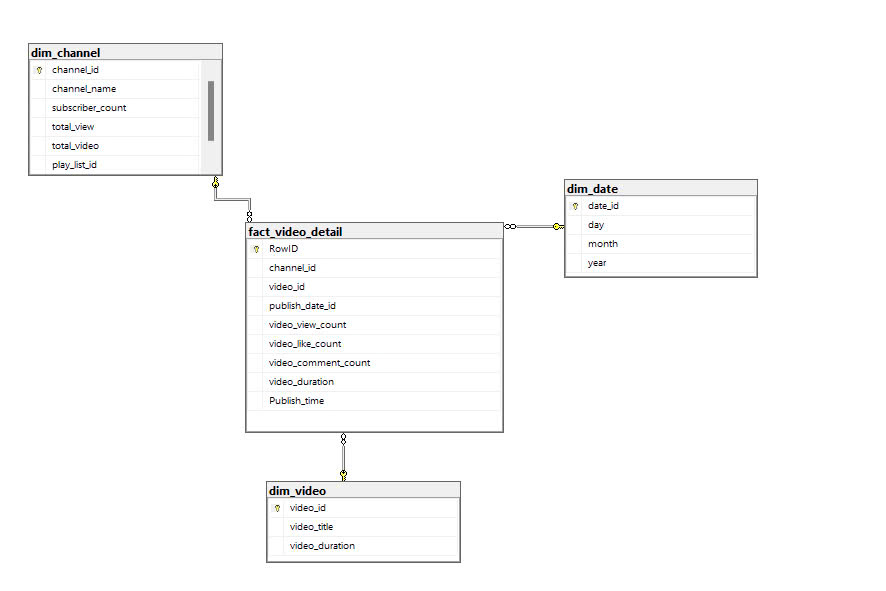 dim_channel
channel_id
channel_name
subscriber_count
total_view
total_video
play_list_id
dim_date
date_id
day
month
year
fact_video_detail
RowID
channel_id
video_id
publish_date_id
video_view_count
video_like_count
video_comment_count
video_duration
Publish_time
dim_video
video_id
video_title
video_duration